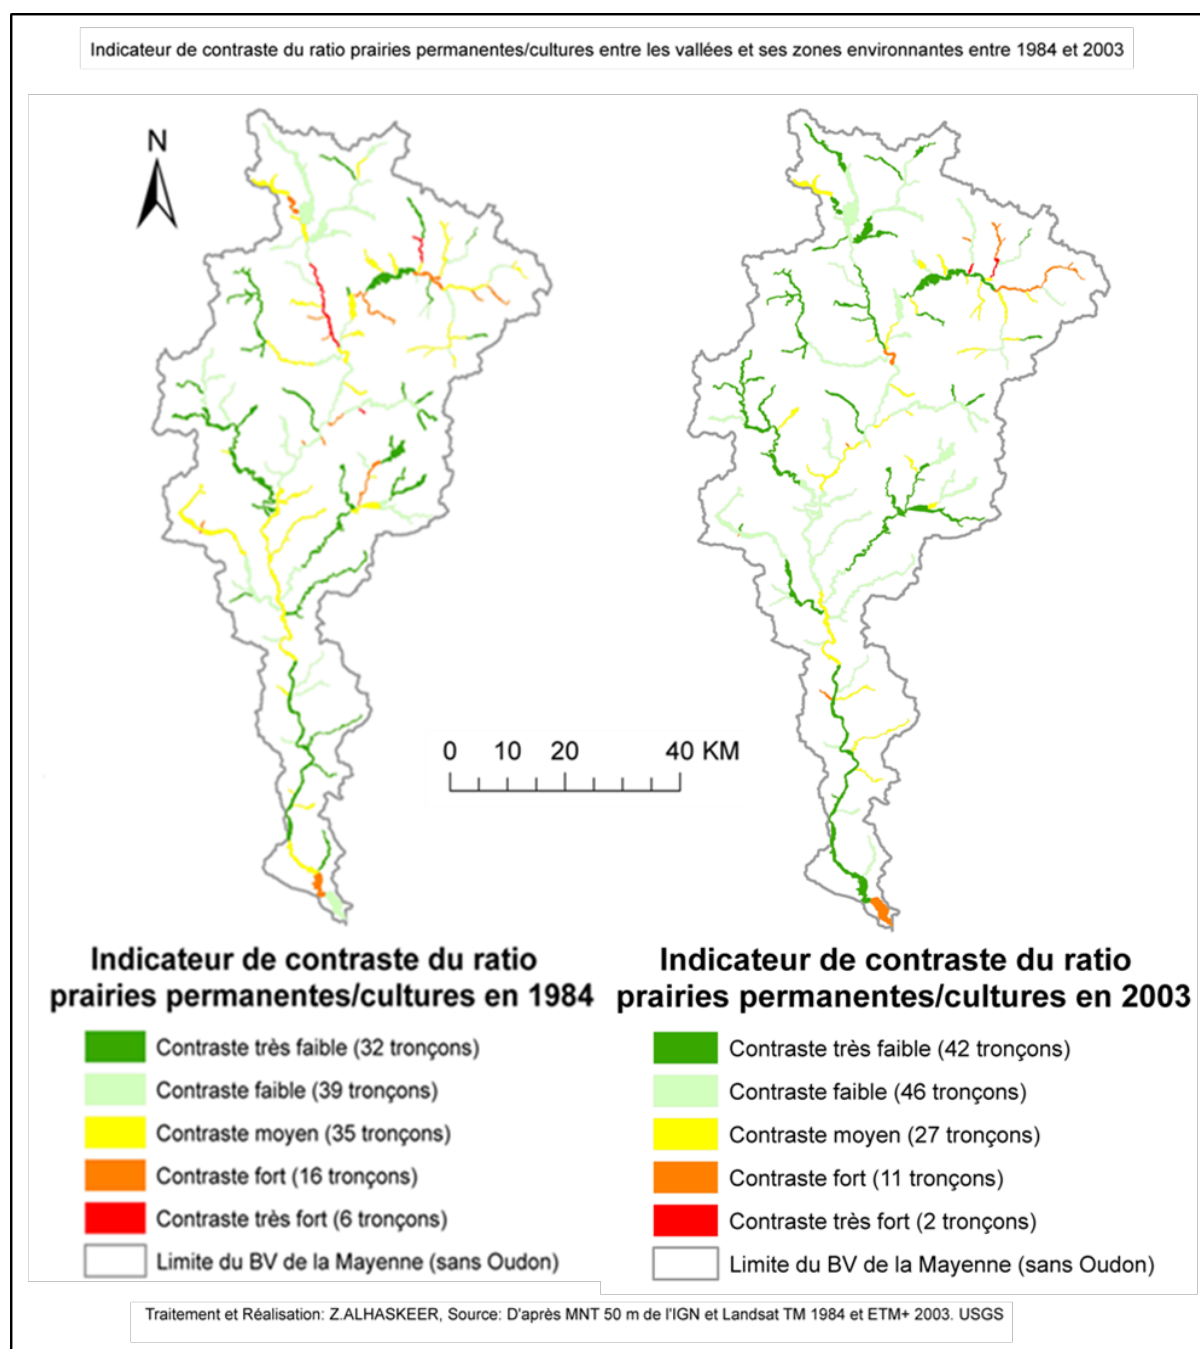 Indicateur de contraste du ratio prairies permanentes/cultures entre les vallées et ses zones environnantes entre 1984 et 2003
N
0 10 20 40 KM
Indicateur de contraste du ratio
prairies permanentes/cultures en 1984
Contraste très faible (32 tronçons)
Contraste faible (39 tronçons)
Contraste moyen (35 tronçons)
Contraste fort (16 tronçons)
Contraste très fort (6 tronçons)
Limite du BV de la Mayenne (sans Oudon)
Indicateur de contraste du ratio
prairies permanentes/cultures en 2003
Contraste très faible (42 tronçons)
Contraste faible (46 tronçons)
Contraste moyen (27 tronçons)
Contraste fort (11 tronçons)
Contraste très fort (2 tronçons)
Limite du BV de la Mayenne (sans Oudon)
Traitement et Réalisation: Z.ALHASKEER, Source: D'après MNT 50 m de l'IGN et Landsat TM 1984 et ETM+ 2003. USGS